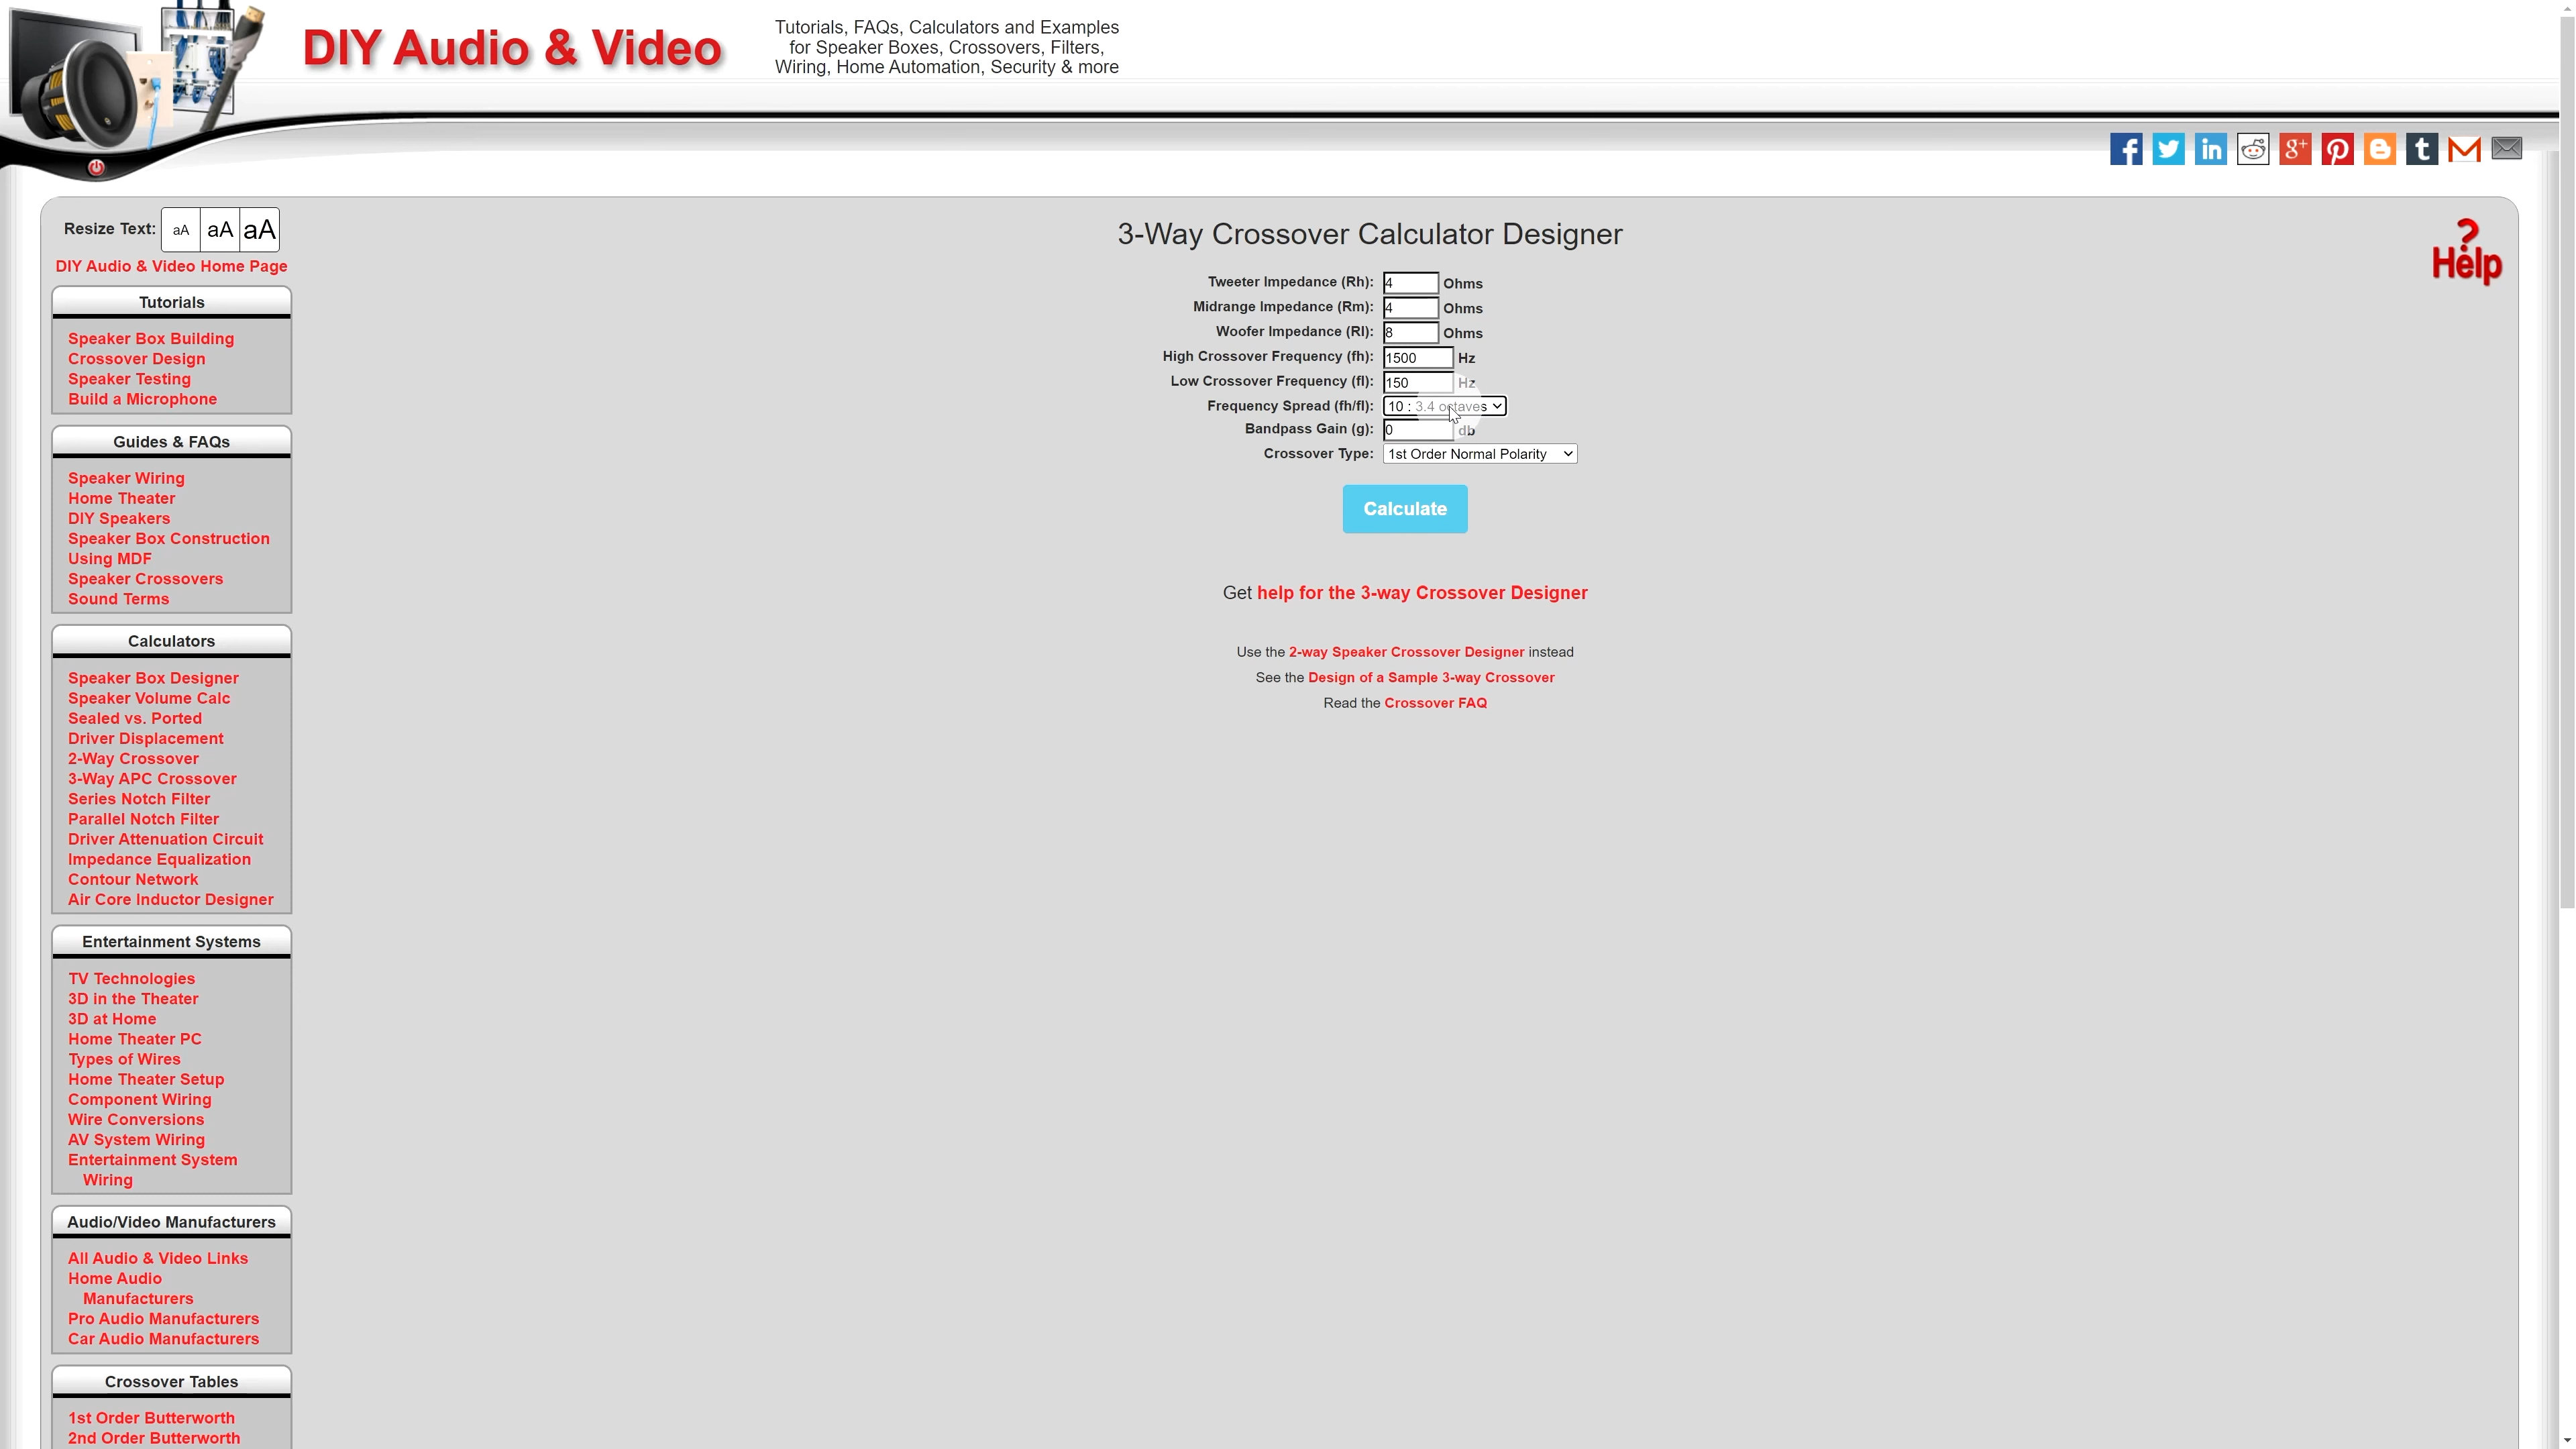 DIY Audio & Video
Tutorials, FAQs, Calculators and Examples
for Speaker Boxes, Crossovers, Filters,
Wiring, Home Automation, Security & more
Resize Text: aA aA aA
DIY Audio & Video Home Page
Tutorials
Speaker Box Building
Crossover Design
Speaker Testing
Build a Microphone
Guides & FAQs
Speaker Wiring
Home Theater
DIY Speakers
Speaker Box Construction
Using MDF
Speaker Crossovers
Sound Terms
Calculators
Speaker Box Designer
Speaker Volume Calc
Sealed vs. Ported
Driver Displacement
2-Way Crossover
3-Way APC Crossover
Series Notch Filter
Parallel Notch Filter
Driver Attenuation Circuit
Impedance Equalization
Contour Network
Air Core Inductor Designer
Entertainment Systems
TV Technologies
3D in the Theater
3D at Home
Home Theater PC
Types of Wires
Home Theater Setup
Component Wiring
Wire Conversions
AV System Wiring
Entertainment System
Wiring
Audio/Video Manufacturers
All Audio & Video Links
Home Audio
Manufacturers
Pro Audio Manufacturers
Car Audio Manufacturers
Crossover Tables
1st Order Butterworth
2nd Order Butterworth
3-Way Crossover Calculator Designer
Tweeter Impedance (Rh): 4 Ohms
Midrange Impedance (Rm): 4 Ohms
Woofer Impedance (Rl): 8 Ohms
High Crossover Frequency (fh): 1500 Hz
Low Crossover Frequency (fl): 150 Hz
Frequency Spread (fh/fl): 10 : 3.4 octaves
Bandpass Gain (g): 0 db
Crossover Type: 1st Order Normal Polarity
Calculate
Get help for the 3-way Crossover Designer
Use the 2-way Speaker Crossover Designer instead
See the Design of a Sample 3-way Crossover
Read the Crossover FAQ
? Help
f in g+ B t M